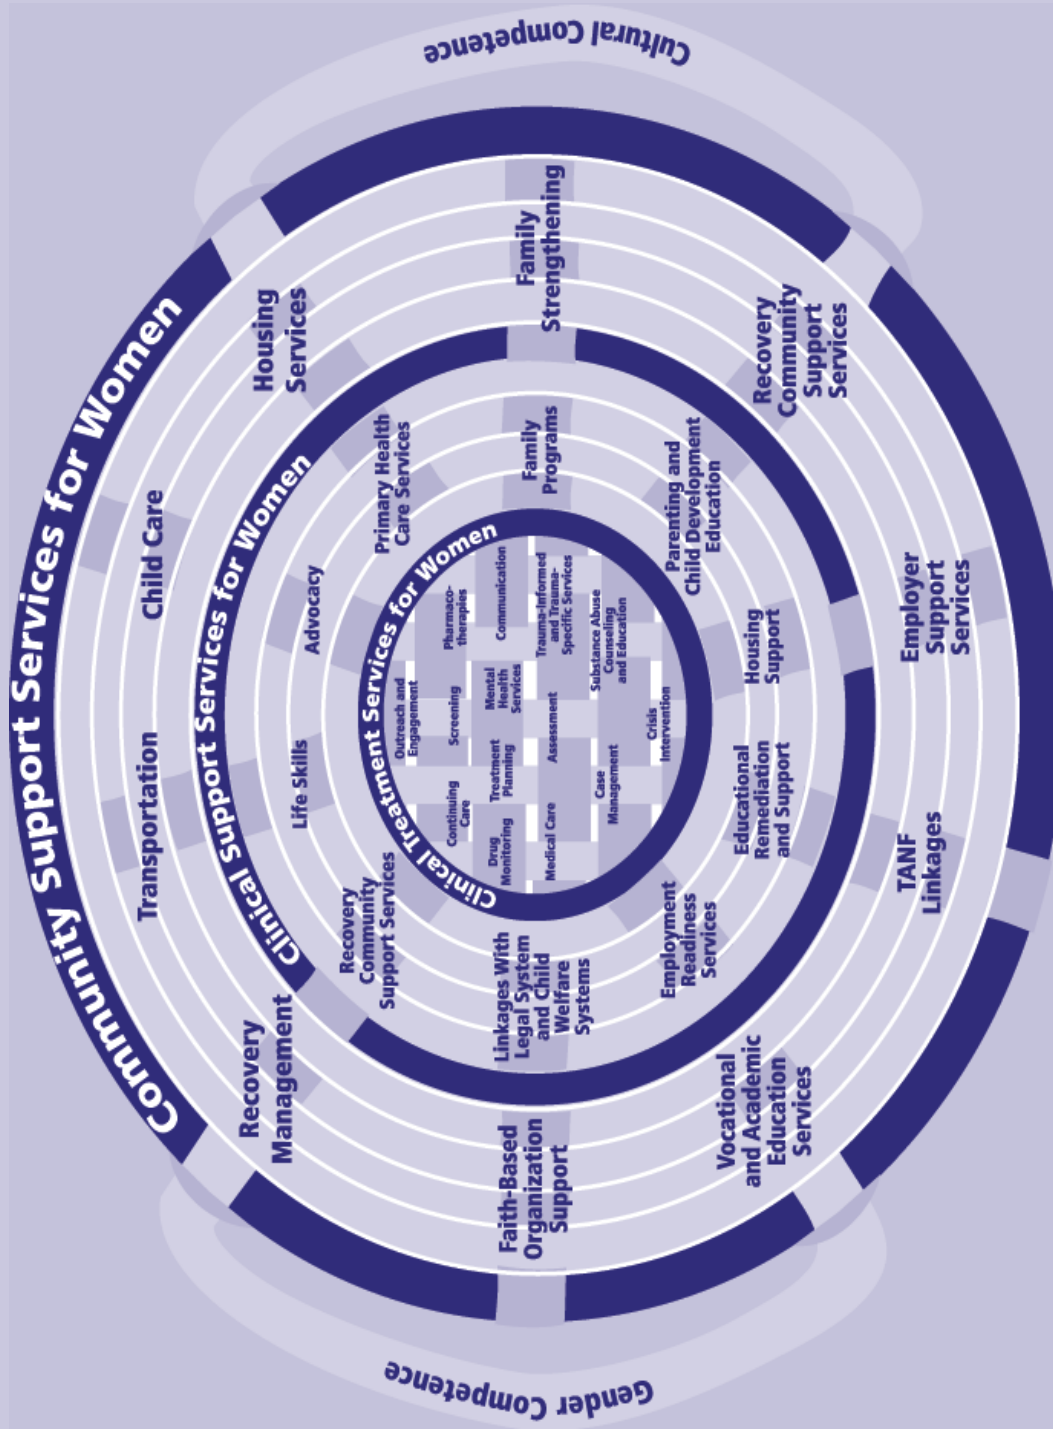 Community Support Services for Women
Gender Competence
Cultural Competence
Transportation
Child Care
Recovery
Management
Housing
Services
Faith-Based
Organization
Support
Family
Strengthening
Vocational
and Academic
Education
Services
TANF
Linkages
Employer
Support
Services
Recovery
Community
Support
Services
Clinical Support Services for Women
Life Skills
Advocacy
Recovery
Community
Support Services
Primary Health
Care Services
Linkages With
Legal System
and Child
Welfare
Systems
Family
Programs
Employment
Readiness
Services
Educational
Remediation
and Support
Housing
Support
Parenting and
Child Development
Education
Clinical Treatment Services for Women
Outreach and
Engagement
Continuing
Care
Screening
Pharmaco-
therapies
Drug
Monitoring
Treatment
Planning
Mental
Health
Services
Communication
Medical Care
Assessment
Trauma-Informed
and Trauma-
Specific Services
Case
Management
Substance Abuse
Counseling
and Education
Crisis
Intervention